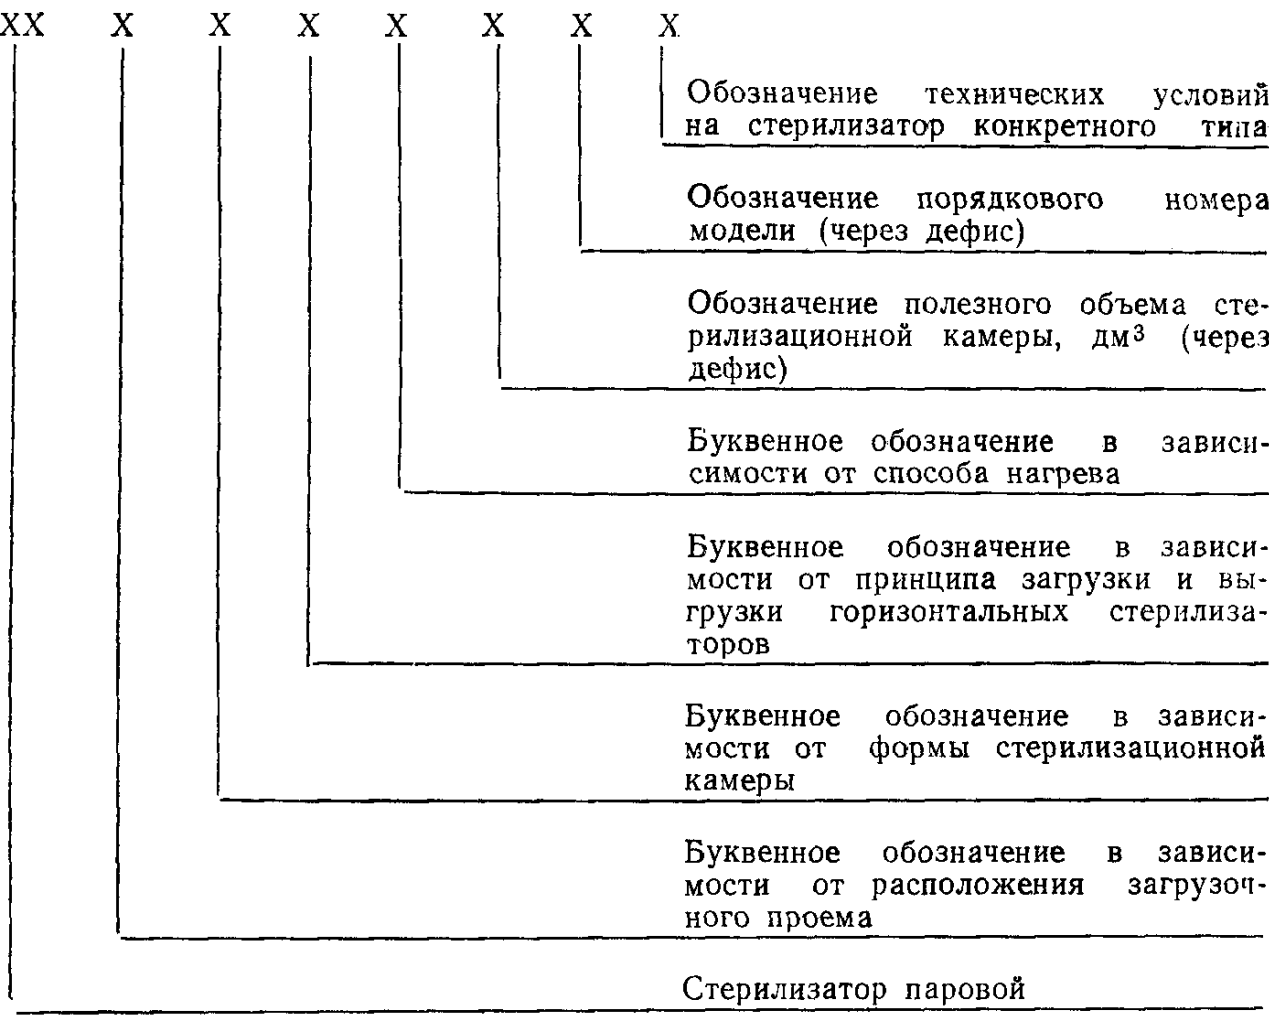 XX X X X X X X X
Обозначение технических условий
на стерилизатор конкретного типа
Обозначение порядкового номера
модели (через дефис)
Обозначение полезного объема сте-
рилизационной камеры, дм³ (через
дефис)
Буквенное обозначение в зависи-
симости от способа нагрева
Буквенное обозначение в зависи-
мости от принципа загрузки и вы-
грузки горизонтальных стерилиза-
торов
Буквенное обозначение в зависи-
мости от формы стерилизационной
камеры
Буквенное обозначение в зависи-
мости от расположения загрузоч-
ного проема
Стерилизатор паровой